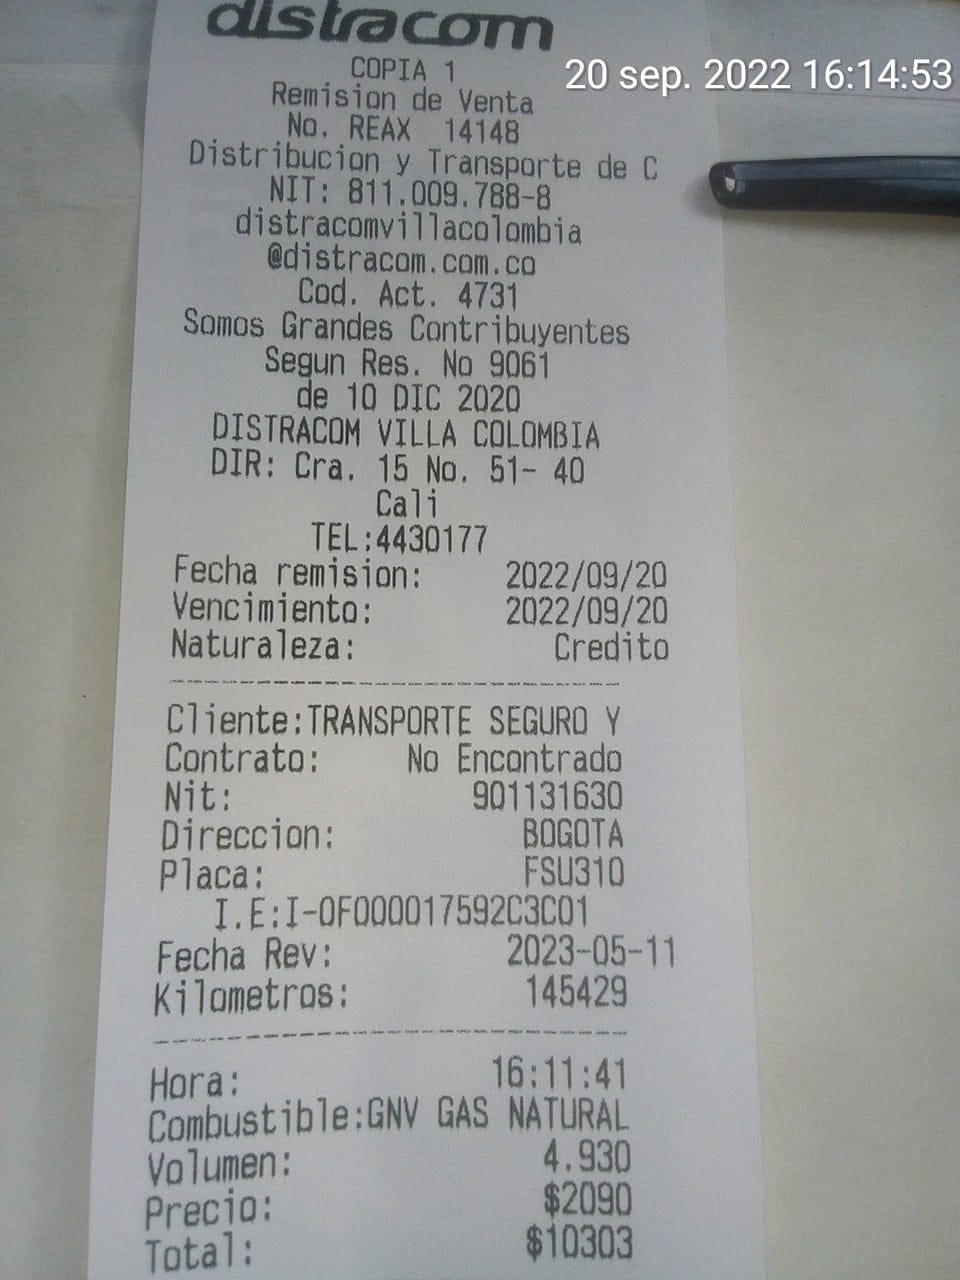 distracom
20 sep. 2022 16:14:53
COPIA 1
Remision de Venta
No. REAX 14148
Distribucion y Transporte de C
NIT: 811.009.788-8
distracomvillacolombia
@distracom.com.co
Cod. Act. 4731
Somos Grandes Contribuyentes
Segun Res. No 9061
de 10 DIC 2020
DISTRACOM VILLA COLOMBIA
DIR: Cra. 15 No. 51- 40
Cali
TEL:4430177
Fecha remision: 2022/09/20
Vencimiento: 2022/09/20
Naturaleza: Credito
Cliente:TRANSPORTE SEGURO Y
Contrato: No Encontrado
Nit: 901131630
Direccion: BOGOTA
Placa: FSU310
I.E:I-0F000017592C3C01
Fecha Rev: 2023-05-11
Kilometros: 145429
Hora: 16:11:41
Combustible:GNV GAS NATURAL
Volumen: 4.930
Precio: $2090
Total: $10303